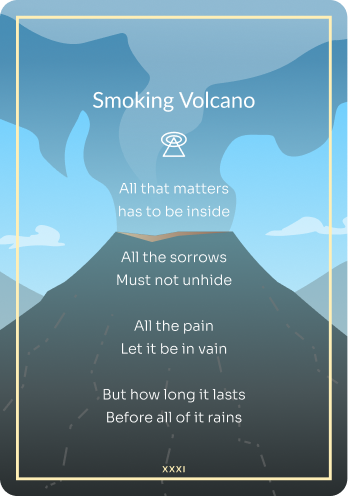 Smoking Volcano
All that matters
has to be inside
All the sorrows
Must not unhide
All the pain
Let it be in vain
But how long it lasts
Before all of it rains
XXXI